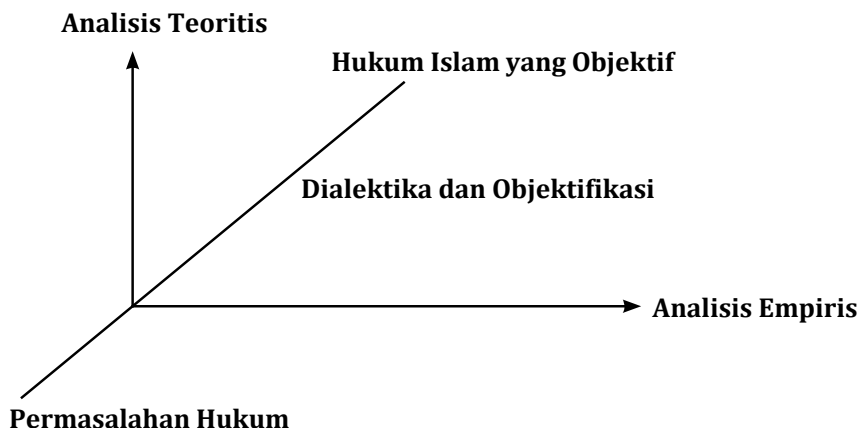 Analisis Teoritis
Hukum Islam yang Objektif
Dialektika dan Objektifikasi
Analisis Empiris
Permasalahan Hukum